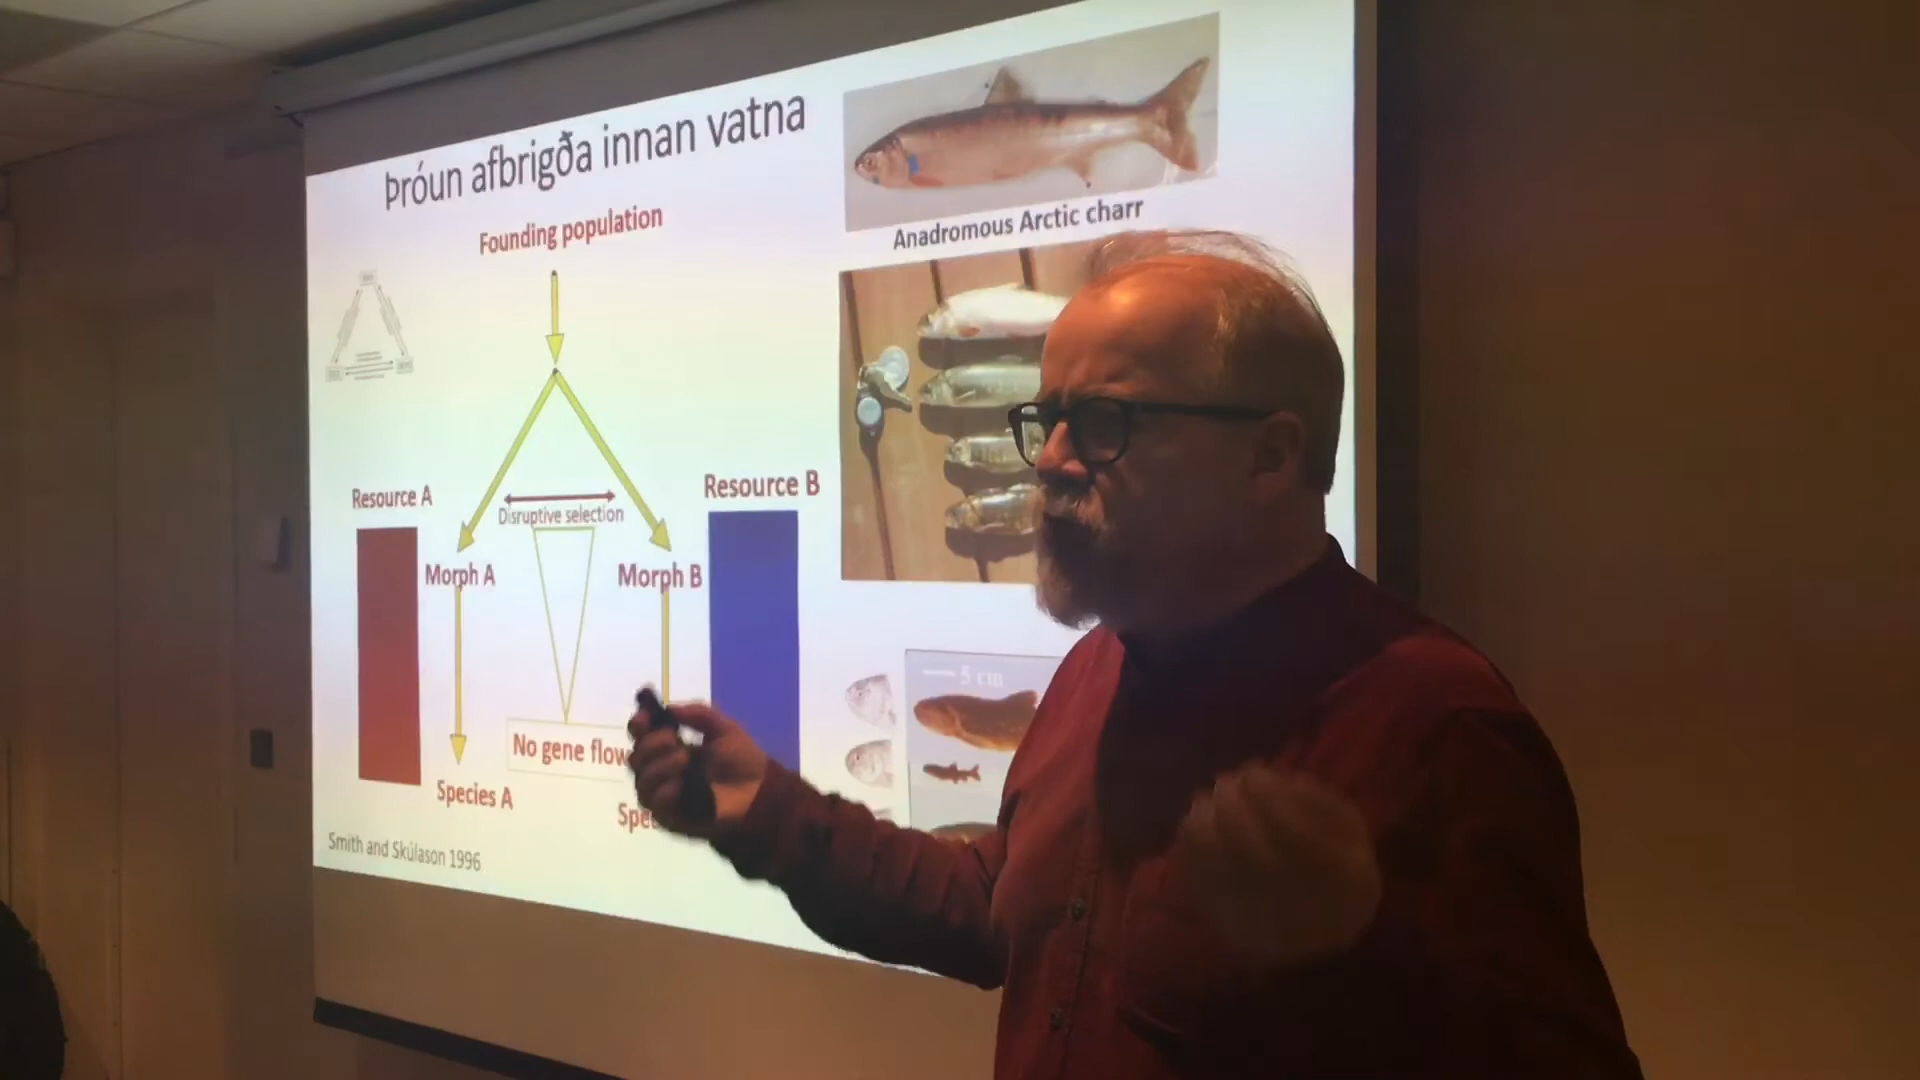 Þróun afbrigða innan vatna
Founding population
Anadromous Arctic charr
Resource A
Resource B
Disruptive selection
Morph A
Morph B
5 cm
No gene flow
Species A
Smith and Skúlason 1996